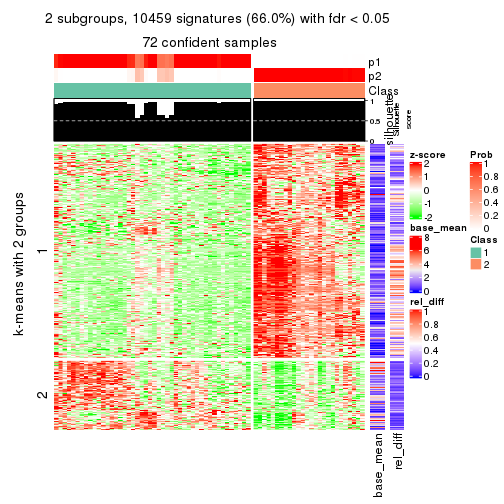 2 subgroups, 10459 signatures (66.0%) with fdr < 0.05
72 confident samples
p1
p2
Class
1
0.5
0
Silhouette
score
silhouette
k-means with 2 groups
1
2
base_mean
rel_diff
z-score
2
1
0
-1
-2
base_mean
8
6
4
2
0
rel_diff
1
0.8
0.6
0.4
0.2
0
Prob
1
0.8
0.6
0.4
0.2
0
Class
1
2